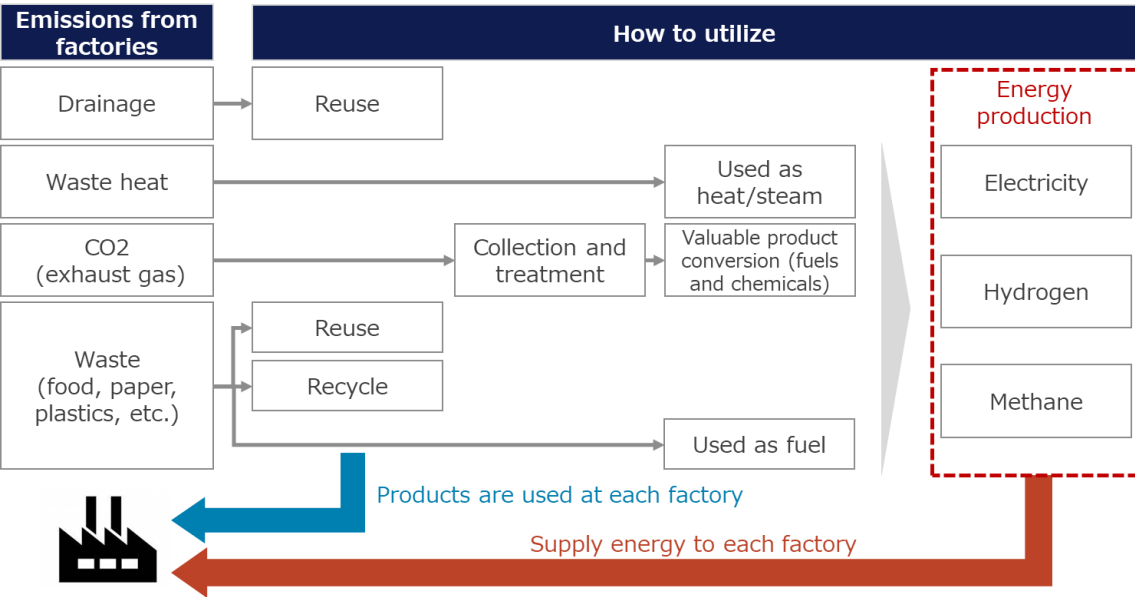 Emissions from
factories
How to utilize
Drainage
Reuse
Energy
production
Waste heat
Used as
heat/steam
Electricity
CO2
(exhaust gas)
Collection and
treatment
Valuable product
conversion (fuels
and chemicals)
Hydrogen
Waste
(food, paper,
plastics, etc.)
Reuse
Recycle
Used as fuel
Methane
Products are used at each factory
Supply energy to each factory